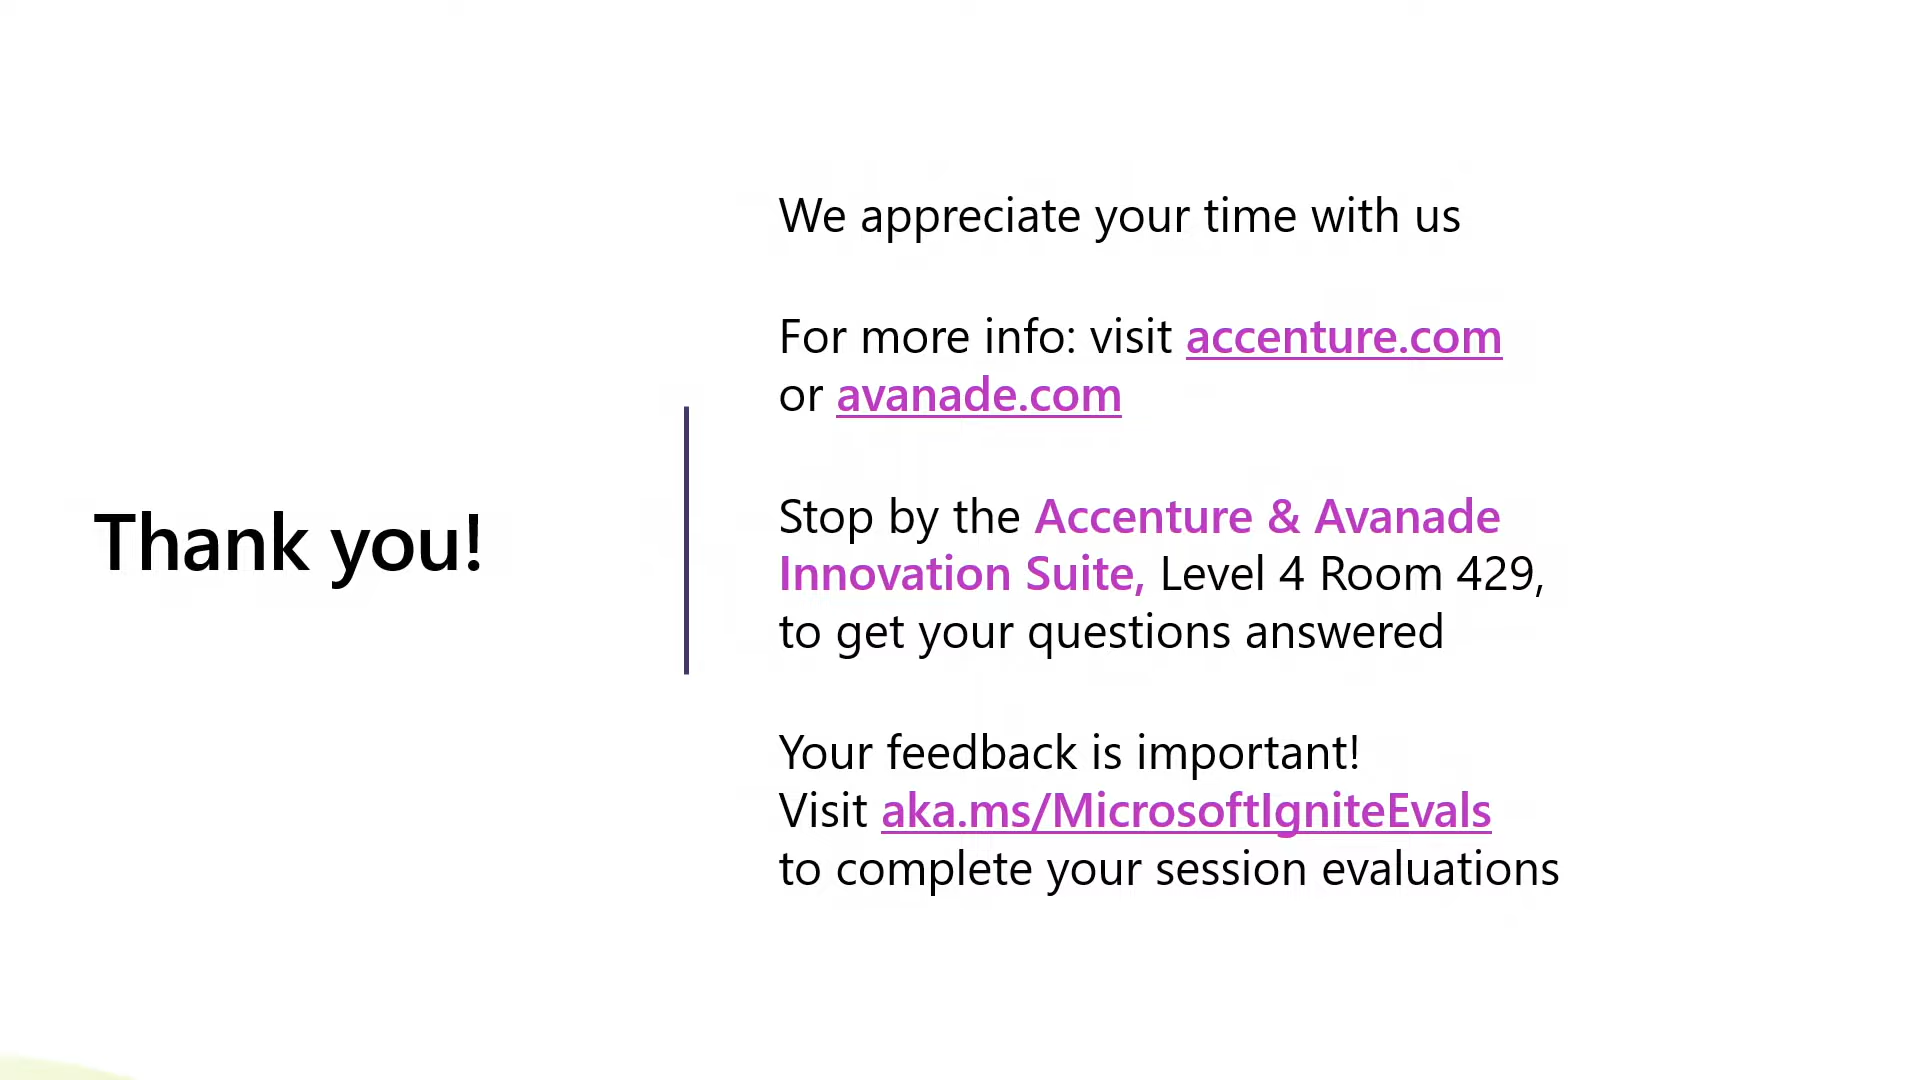 Thank you!
We appreciate your time with us
For more info: visit accenture.com
or avanade.com
Stop by the Accenture & Avanade
Innovation Suite, Level 4 Room 429,
to get your questions answered
Your feedback is important!
Visit aka.ms/MicrosoftIgniteEvals
to complete your session evaluations